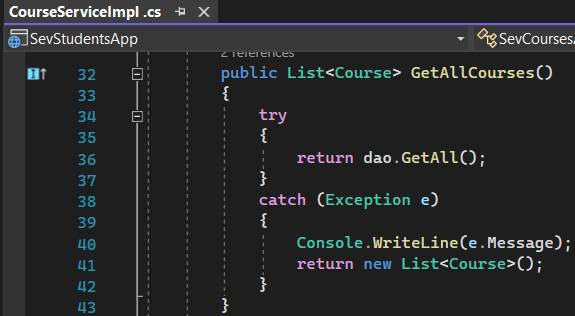 CourseServiceImpl.cs
SevStudentsApp
SevCourses
2 references
32 public List<Course> GetAllCourses()
33 {
34 try
35 {
36 return dao.GetAll();
37 }
38 catch (Exception e)
39 {
40 Console.WriteLine(e.Message);
41 return new List<Course>();
42 }
43 }